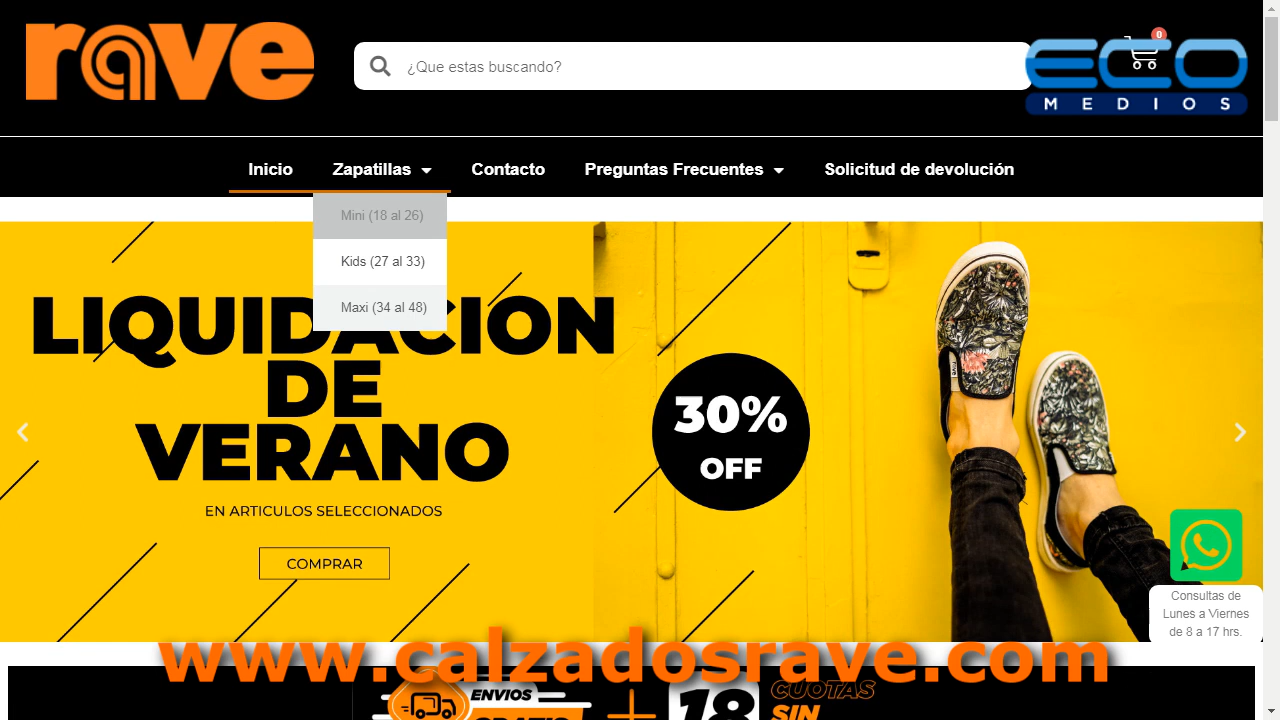 rave
¿Que estas buscando?
0
ECO
MEDIOS
Inicio
Zapatillas
Contacto
Preguntas Frecuentes
Solicitud de devolución
Mini (18 al 26)
Kids (27 al 33)
Maxi (34 al 48)
LIQUIDACION
DE
VERANO
EN ARTICULOS SELECCIONADOS
COMPRAR
30%
OFF
Consultas de
Lunes a Viernes
de 8 a 17 hrs.
www.calzadosrave.com
ENVIOS
GRATIS
+
18
CUOTAS
SIN